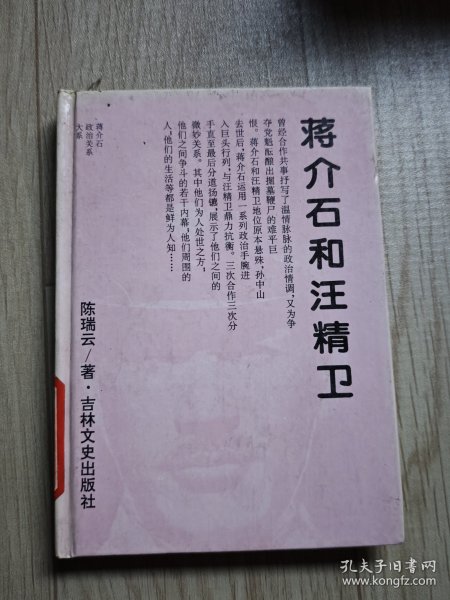 蒋介石和汪精卫
曾经合作共事抒写了温情脉脉的政治情调，又为争
夺党魁酝酿出掘墓鞭尸的难平巨
恨。蒋介石和汪精卫地位原本悬殊，孙中山
去世后，蒋介石运用一系列政治手腕进
入巨头行列，与汪精卫鼎力抗衡。三次合作三次分
手直至最后分道扬镳，展示了他们之间的
微妙关系。其中他们为人处世之方，
他们之间争斗的若干内幕；他们周围的
人，他们的生活等都是鲜为人知……
蒋介石
政治关系
大系
陈瑞云/著·吉林文史出版社
孔夫子旧书网
www.kongfz.com